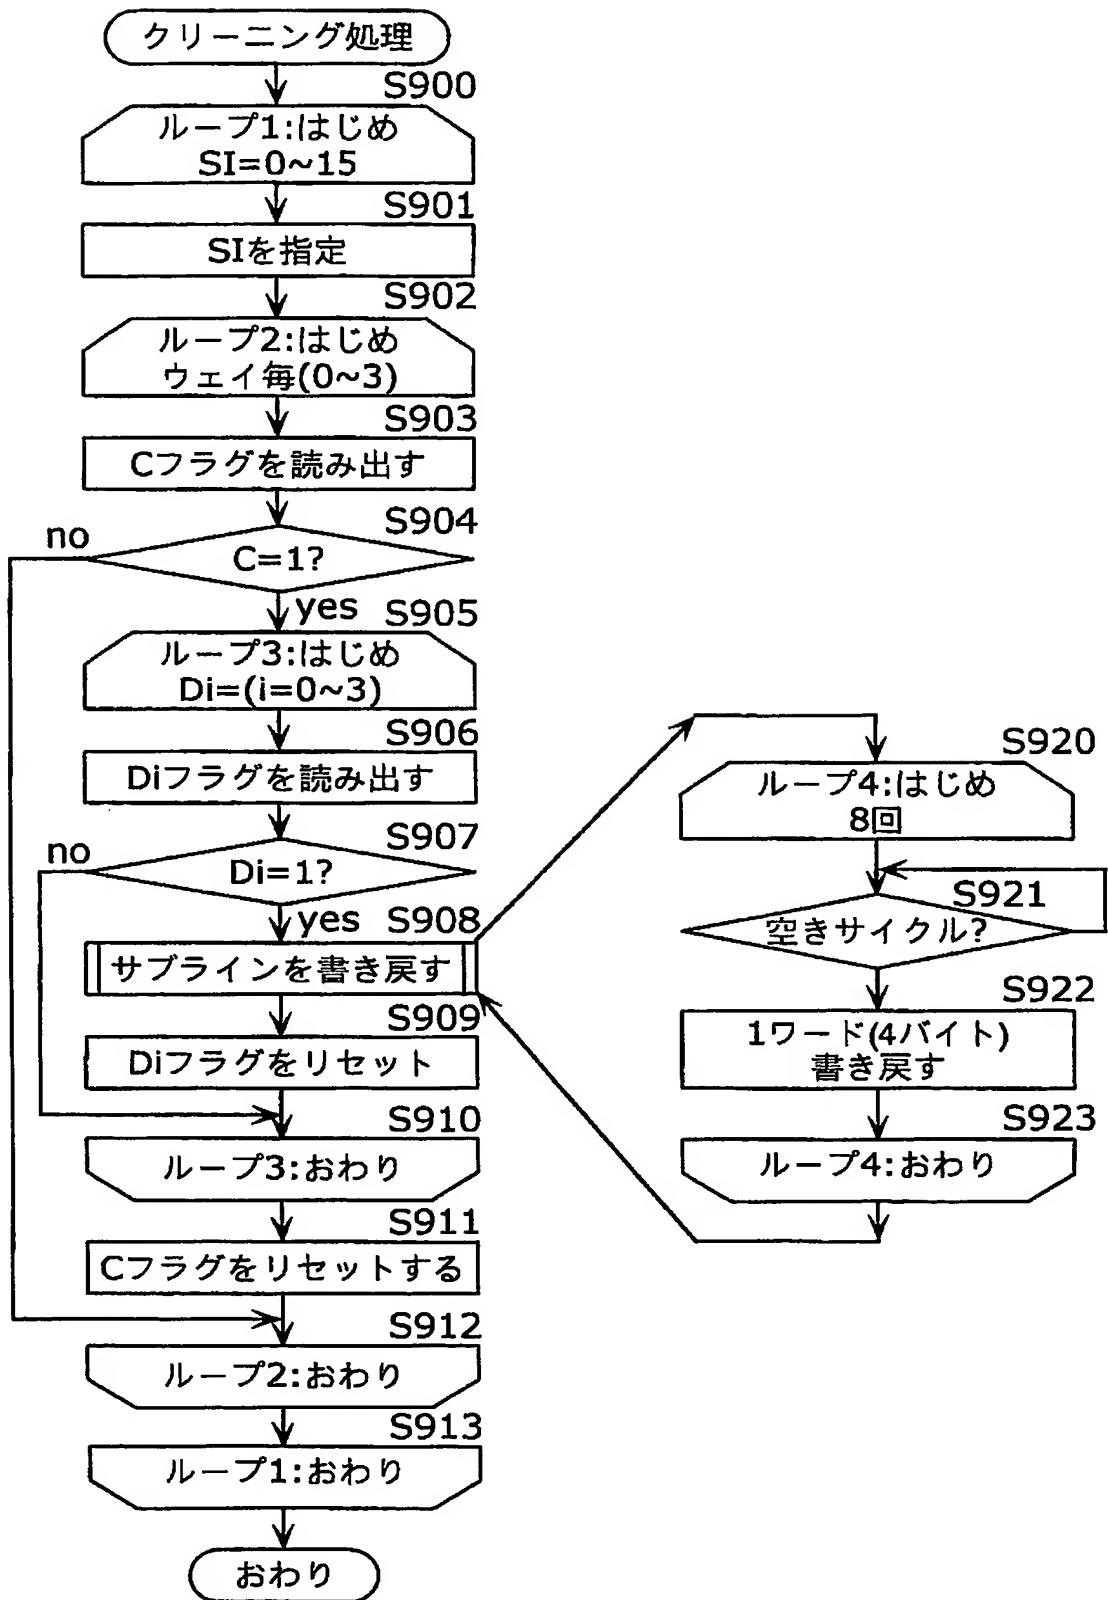 クリーニング処理
S900
ループ1:はじめ
SI=0~15
S901
SIを指定
S902
ループ2:はじめ
ウェイ毎(0~3)
S903
Cフラグを読み出す
S904
no
C=1?
yes
S905
ループ3:はじめ
Di=(i=0~3)
S906
Diフラグを読み出す
S907
no
Di=1?
yes
S908
サブラインを書き戻す
S909
Diフラグをリセット
S910
ループ3:おわり
S911
Cフラグをリセットする
S912
ループ2:おわり
S913
ループ1:おわり
おわり
S920
ループ4:はじめ
8回
S921
空きサイクル?
S922
1ワード(4バイト)
書き戻す
S923
ループ4:おわり